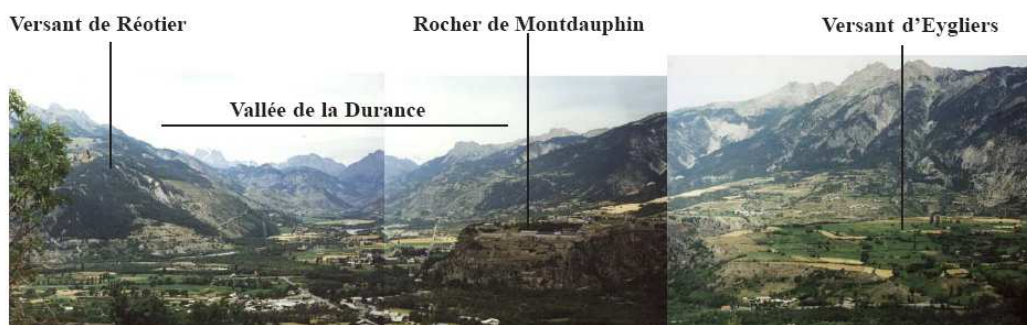 Versant de Réotier
Rocher de Montdauphin
Versant d’Eygliers
Vallée de la Durance